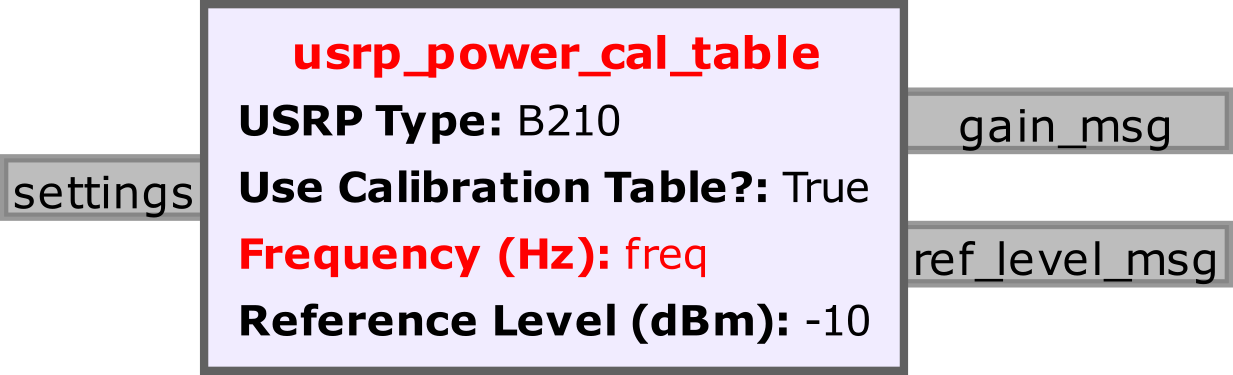 usrp_power_cal_table
USRP Type: B210
gain_msg
Use Calibration Table?: True
settings
Frequency (Hz): freq
ref_level_msg
Reference Level (dBm): -10